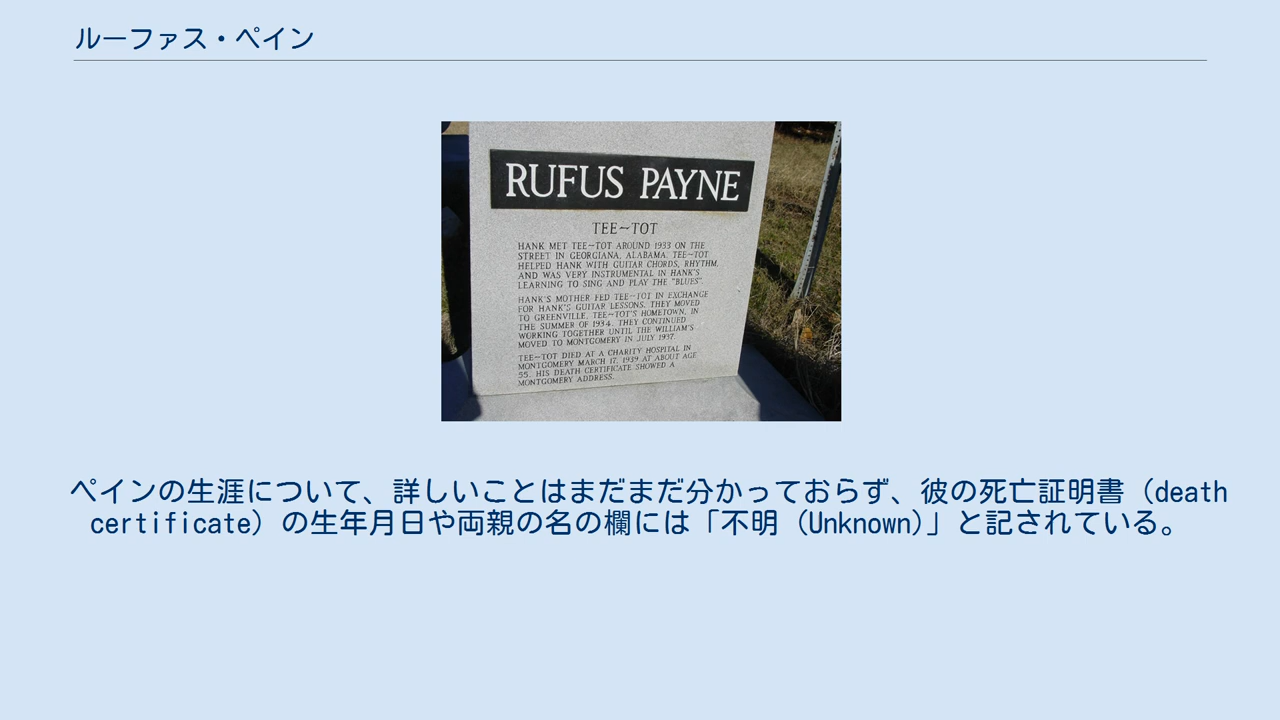 ルーファス・ペイン
RUFUS PAYNE
TEE~TOT
HANK MET TEE~TOT AROUND 1933 ON THE
STREET IN GEORGIANA, ALABAMA. TEE~TOT
HELPED HANK WITH GUITAR CHORDS, RHYTHM,
AND WAS VERY INSTRUMENTAL IN HANK'S
LEARNING TO SING AND PLAY THE "BLUES".
HANK'S MOTHER FED TEE~TOT IN EXCHANGE
FOR HANK'S GUITAR LESSONS. THEY MOVED
TO GREENVILLE, TEE~TOT'S HOMETOWN, IN
THE SUMMER OF 1934. THEY CONTINUED
WORKING TOGETHER UNTIL THE WILLIAM'S
MOVED TO MONTGOMERY IN JULY 1937.
TEE~TOT DIED AT A CHARITY HOSPITAL IN
MONTGOMERY MARCH 17, 1939 AT ABOUT AGE
55. HIS DEATH CERTIFICATE SHOWED A
MONTGOMERY ADDRESS.
ペインの生涯について、詳しいことはまだまだ分かっておらず、彼の死亡証明書（death
certificate）の生年月日や両親の名の欄には「不明（Unknown)」と記されている。